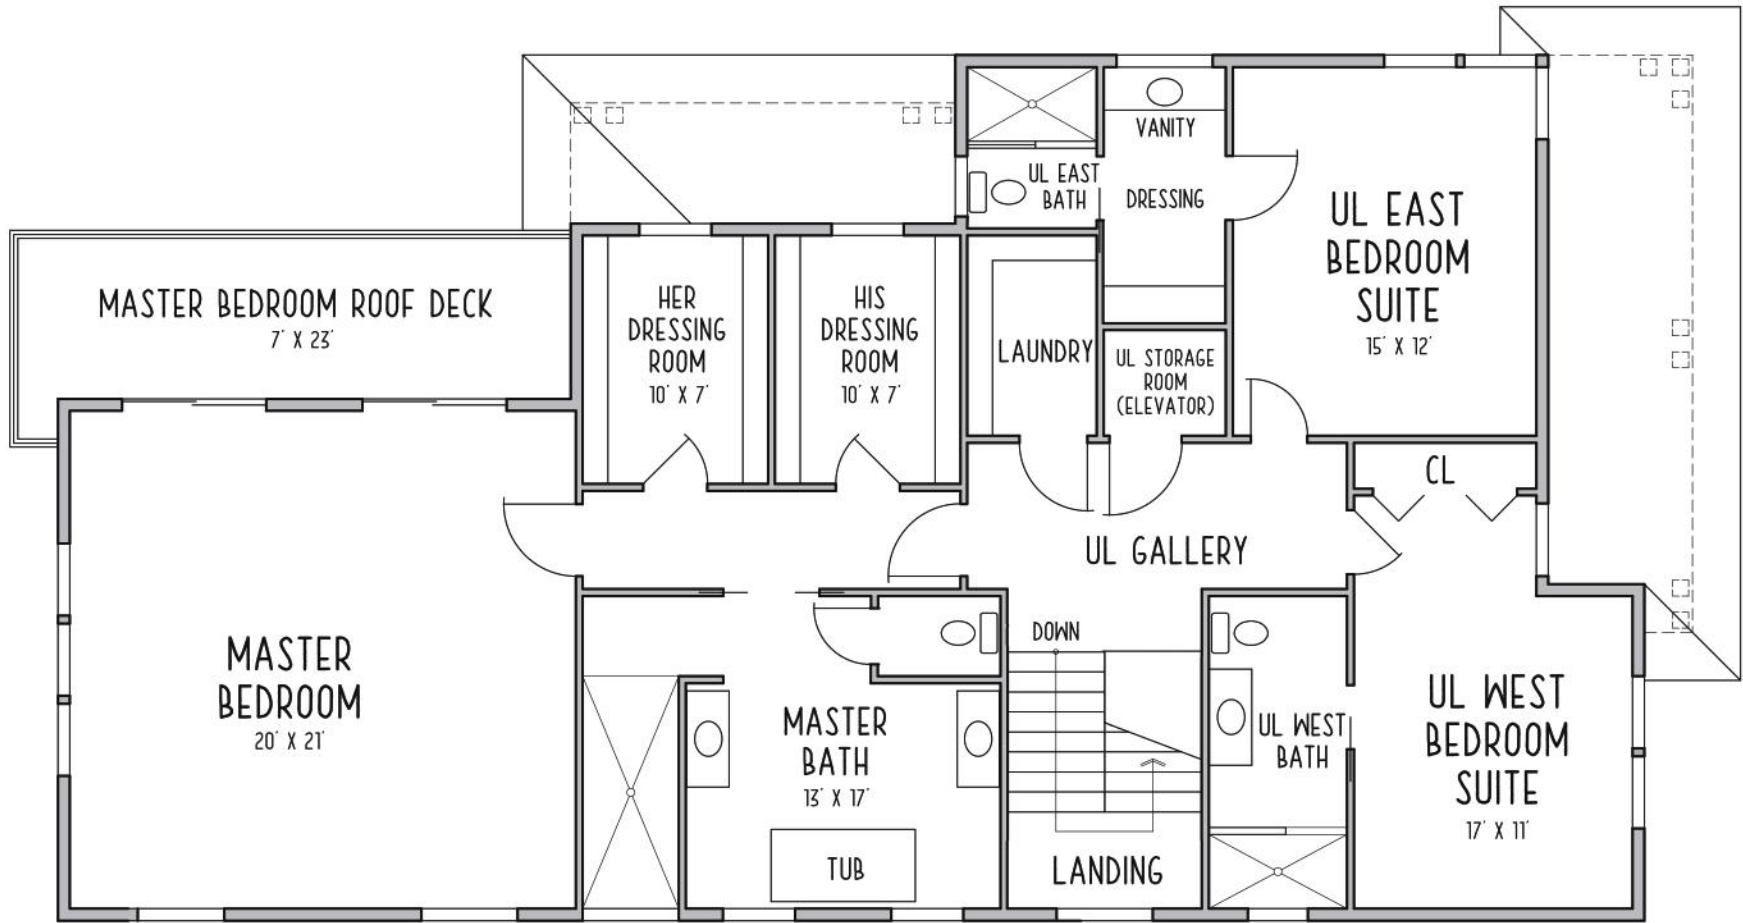 VANITY
UL EAST
BATH
DRESSING
UL EAST
BEDROOM
SUITE
15' X 12'
MASTER BEDROOM ROOF DECK
7' X 23'
HER
DRESSING
ROOM
10' X 7'
HIS
DRESSING
ROOM
10' X 7'
LAUNDRY
UL STORAGE
ROOM
(ELEVATOR)
CL
UL GALLERY
DOWN
MASTER
BEDROOM
20' X 21'
MASTER
BATH
13' X 17'
TUB
LANDING
UL WEST
BATH
UL WEST
BEDROOM
SUITE
17' X 11'